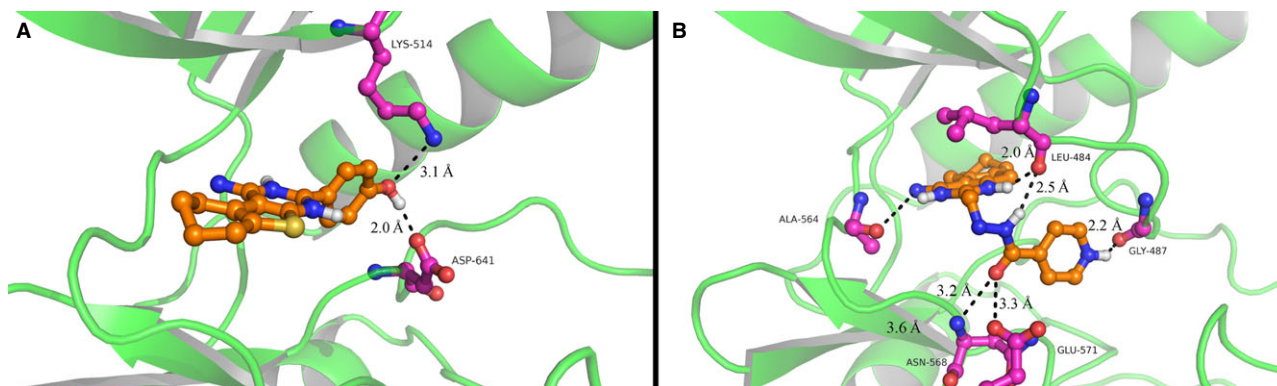 A
LYS-514
3.1 Å
2.0 Å
ASP-641
B
2.0 Å
LEU-484
2.5 Å
ALA-564
2.2 Å
GLY-487
3.2 Å
3.3 Å
3.6 Å
GLU-571
ASN-568